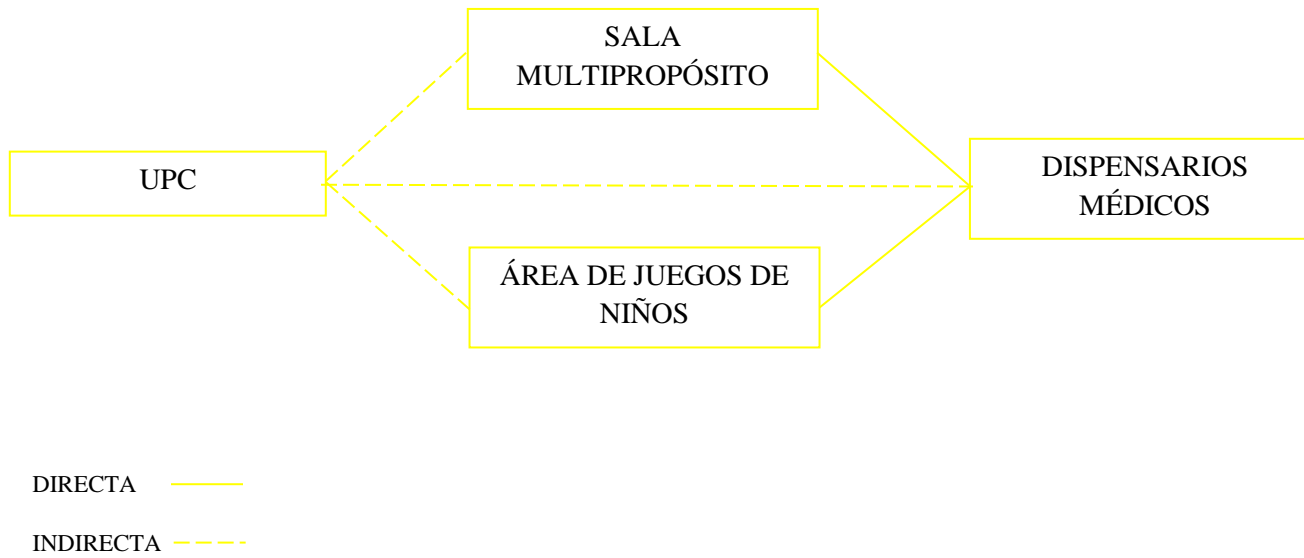 SALA
MULTIPROPÓSITO
UPC
DISPENSARIOS
MÉDICOS
ÁREA DE JUEGOS DE
NIÑOS
DIRECTA
INDIRECTA